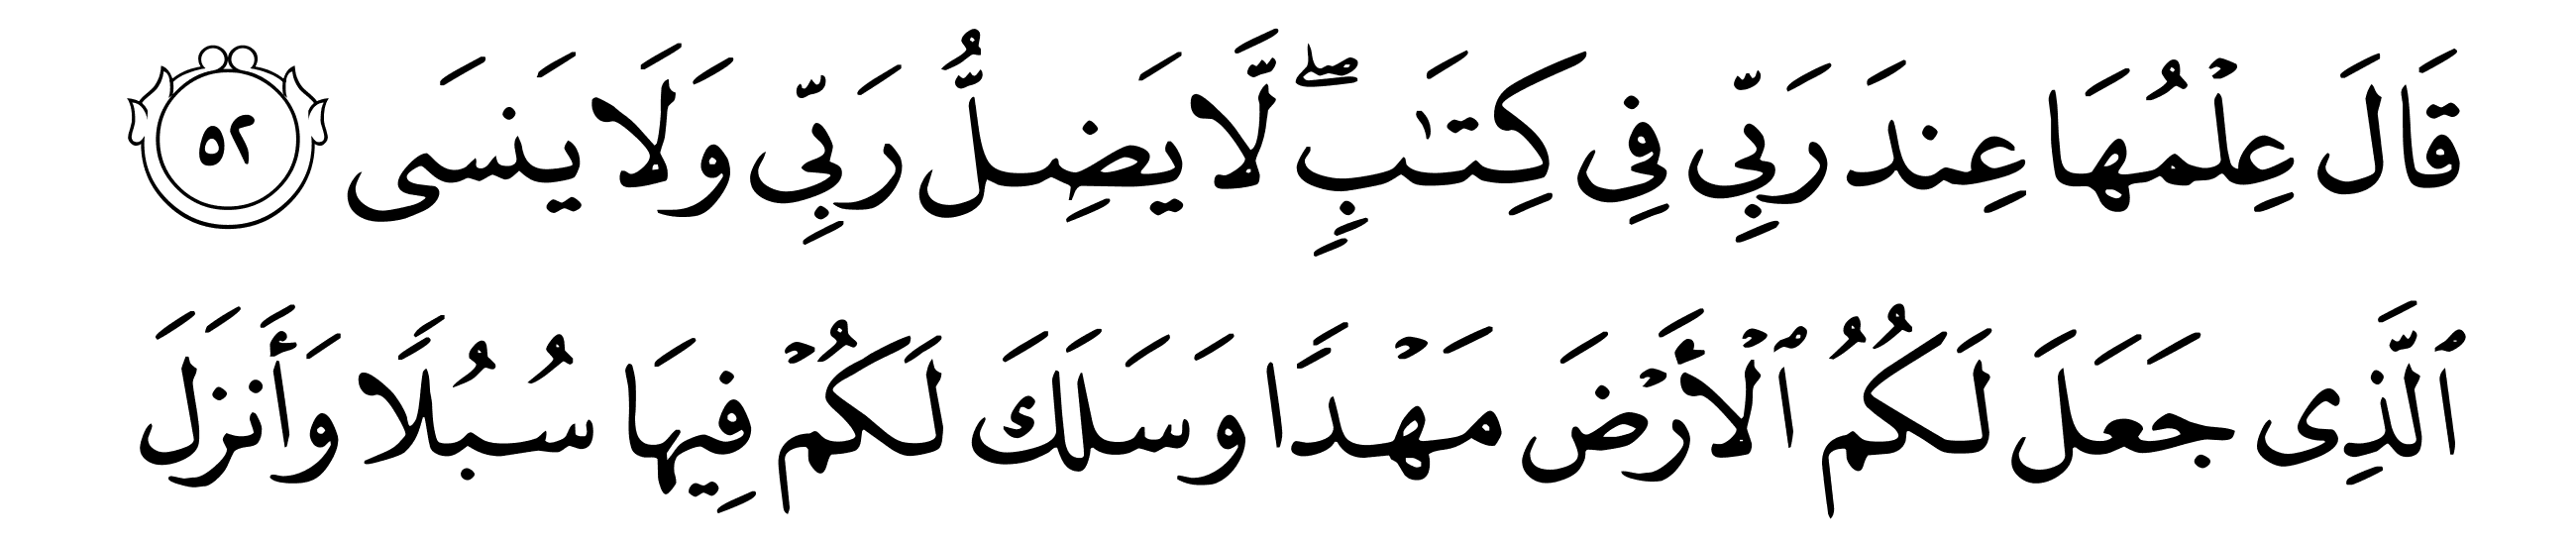 قَالَ عِلْمُهَا عِندَ رَبِّى فِى كِتَٰبٍۖ لَّا يَضِلُّ رَبِّى وَلَا يَنسَى ٥٢
ٱلَّذِى جَعَلَ لَكُمُ ٱلْأَرْضَ مَهْدًا وَسَلَكَ لَكُمْ فِيهَا سُبُلًا وَأَنزَلَ